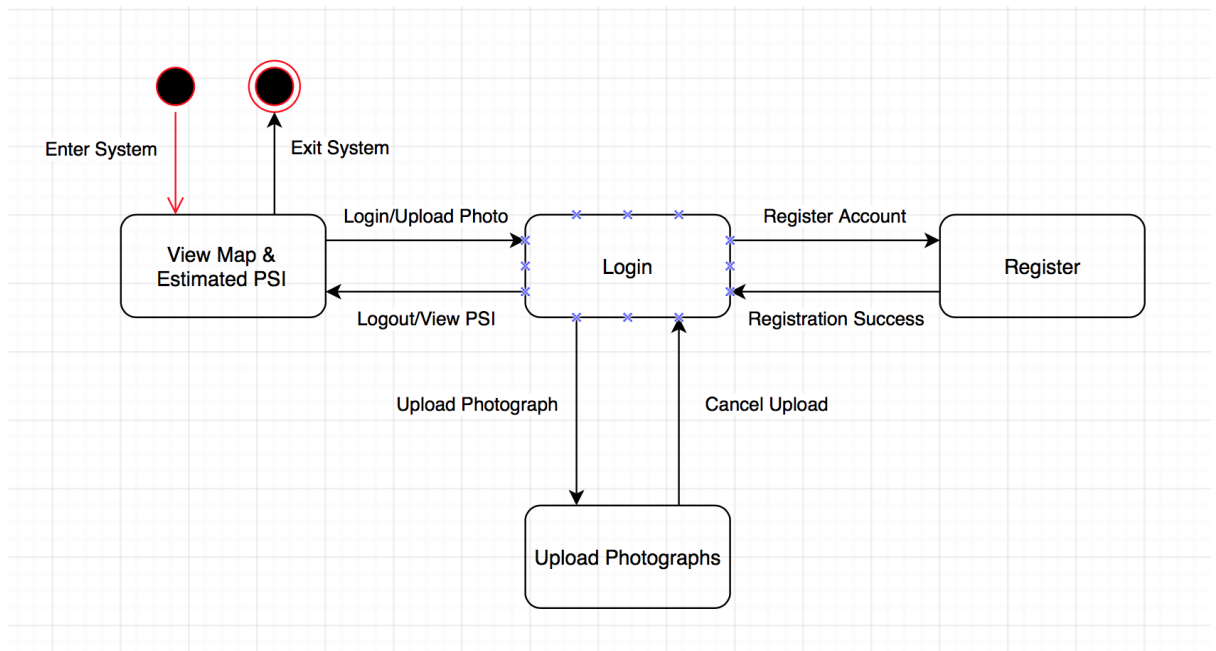 Enter System
Exit System
Login/Upload Photo
Register Account
View Map &
Estimated PSI
Login
Register
Logout/View PSI
Registration Success
Upload Photograph
Cancel Upload
Upload Photographs